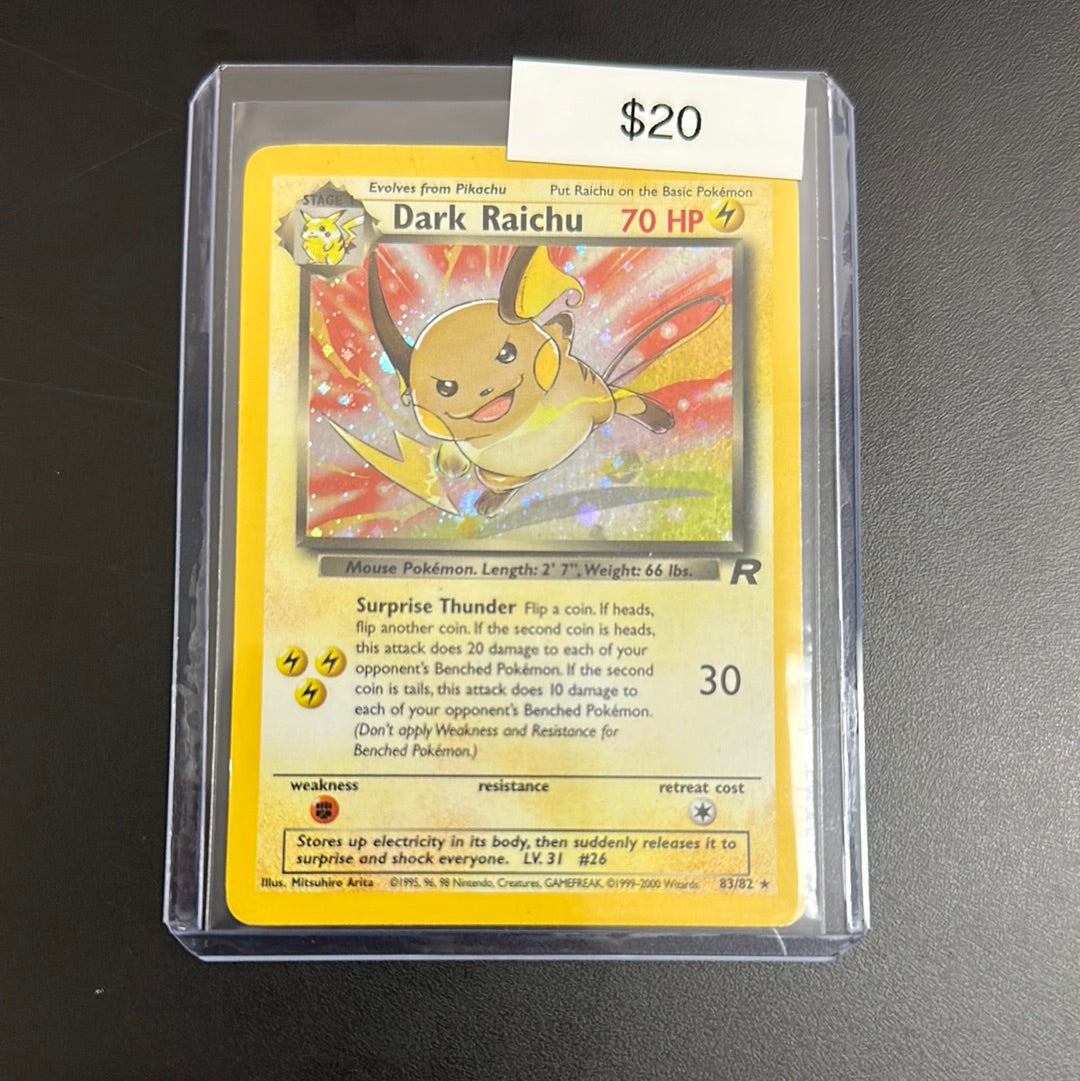 $20
Evolves from Pikachu Put Raichu on the Basic Pokémon
STAGE 1
Dark Raichu 70 HP
Mouse Pokémon. Length: 2' 7", Weight: 66 lbs.
R
Surprise Thunder Flip a coin. If heads,
flip another coin. If the second coin is heads,
this attack does 20 damage to each of your
opponent's Benched Pokémon. If the second
coin is tails, this attack does 10 damage to
each of your opponent's Benched Pokémon.
(Don't apply Weakness and Resistance for
Benched Pokémon.)
30
weakness resistance retreat cost
Stores up electricity in its body, then suddenly releases it to
surprise and shock everyone. LV. 31 #26
Illus. Mitsuhiro Arita ©1995, 96, 98 Nintendo, Creatures, GAMEFREAK. ©1999-2000 Wizards. 83/82 ★